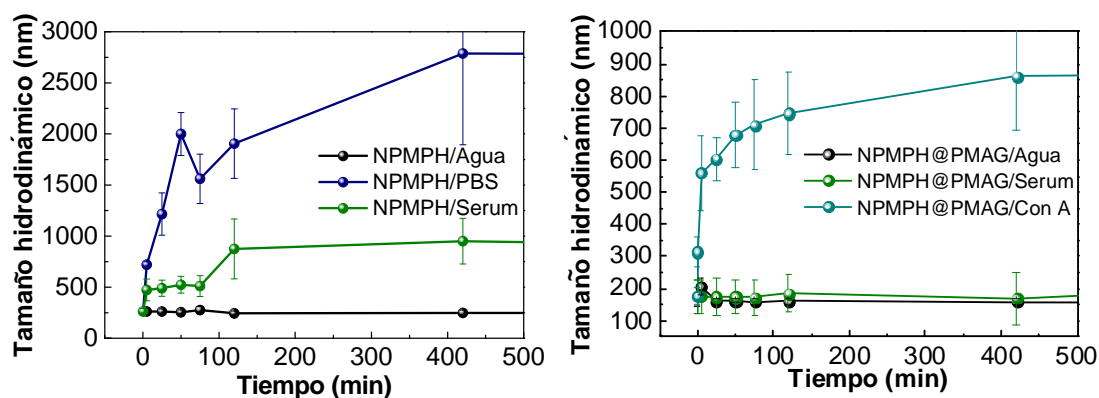 Tamaño hidrodinámico (nm)
3000
2500
2000
1500
1000
500
0
NPMPH/Agua
NPMPH/PBS
NPMPH/Serum
0 100 200 300 400 500
Tiempo (min)
Tamaño hidrodinámico (nm)
1000
900
800
700
600
500
400
300
200
100
NPMPH@PMAG/Agua
NPMPH@PMAG/Serum
NPMPH@PMAG/Con A
0 100 200 300 400 500
Tiempo (min)